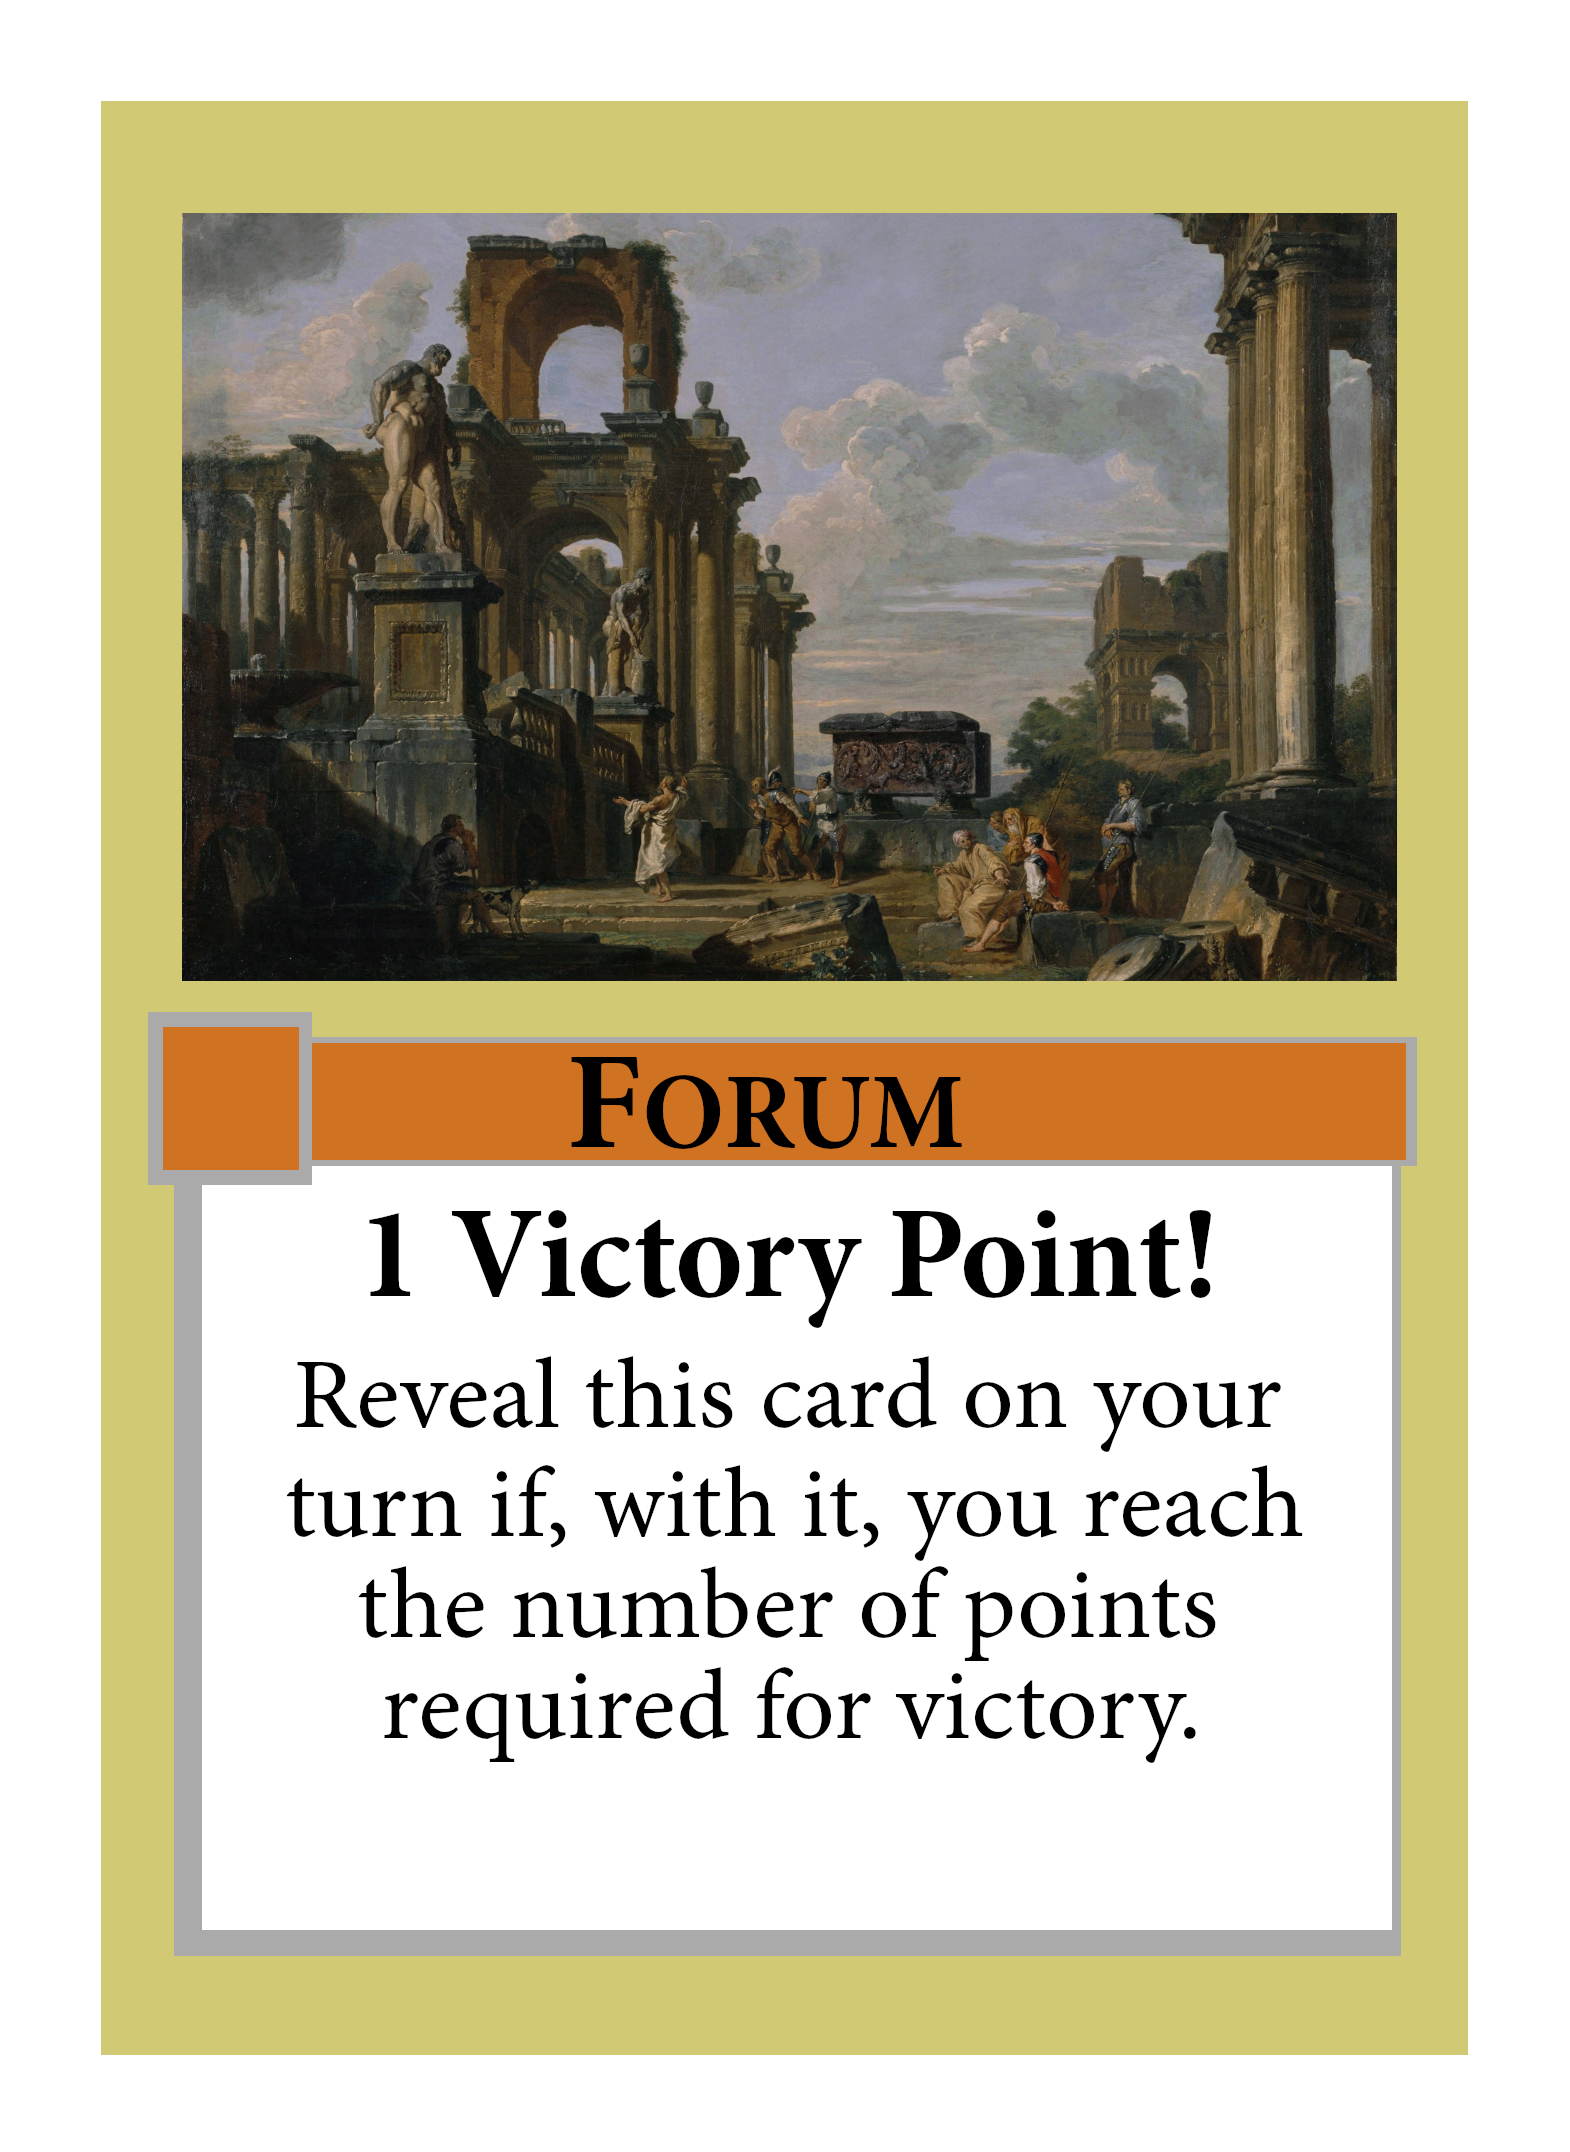 Forum
1 Victory Point!
Reveal this card on your
turn if, with it, you reach
the number of points
required for victory.